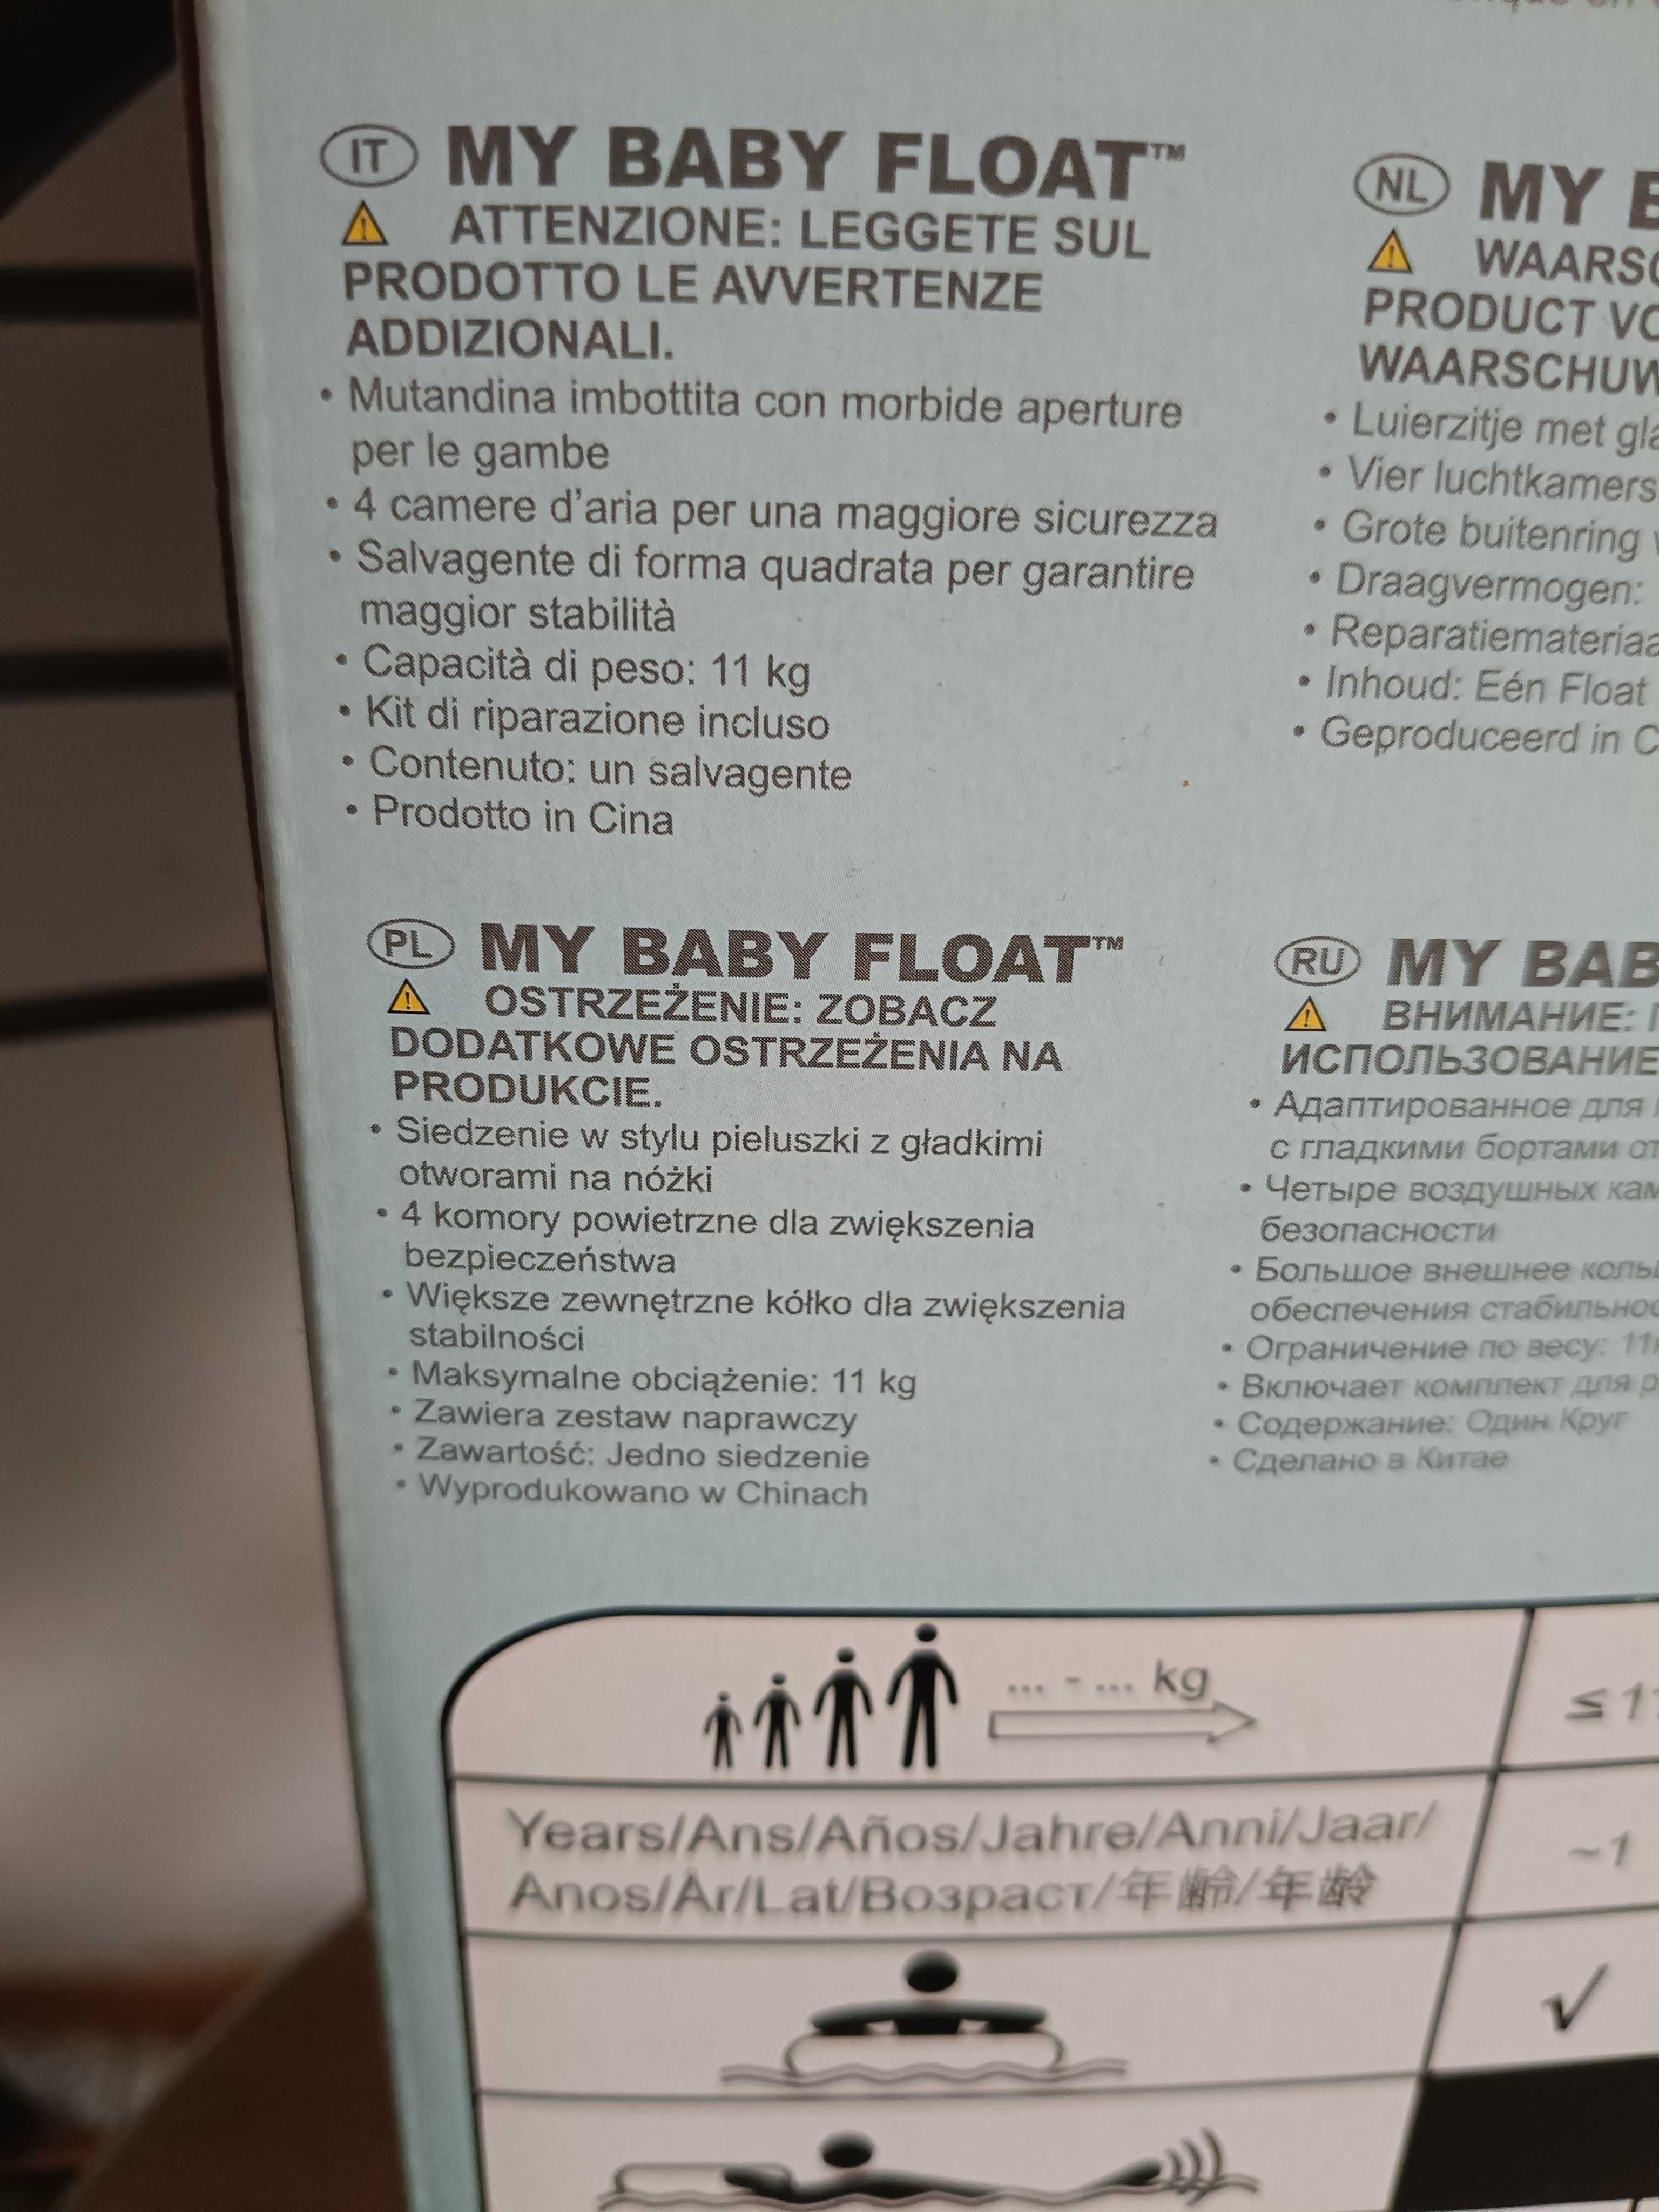 IT MY BABY FLOAT™
⚠ ATTENZIONE: LEGGETE SUL
PRODOTTO LE AVVERTENZE
ADDIZIONALI.
• Mutandina imbottita con morbide aperture
per le gambe
• 4 camere d'aria per una maggiore sicurezza
• Salvagente di forma quadrata per garantire
maggior stabilità
• Capacità di peso: 11 kg
• Kit di riparazione incluso
• Contenuto: un salvagente
• Prodotto in Cina
NL MY
⚠
PRODUCT
• Luierzitje met
• Vier luchtkamers
• Grote buitenring
• Draagvermogen:
•
• Inhoud: Eén Float
• Geproduceerd in
PL MY BABY FLOAT™
⚠ OSTRZEŻENIE: ZOBACZ
DODATKOWE OSTRZEŻENIA NA
PRODUKCIE.
• Siedzenie w stylu pieluszki z gładkimi
otworami na nóżki
• 4 komory powietrzne dla zwiększenia
bezpieczeństwa
• Większe zewnętrzne kółko dla zwiększenia
stabilności
• Maksymalne obciążenie: 11 kg
• Zawiera zestaw naprawczy
• Zawartość: Jedno siedzenie
• Wyprodukowano w Chinach
RU MY
⚠ ВНИМАНИЕ:
ИСПОЛЬЗОВАНИЕ
• Адаптированное для
с гладкими бортами
• Четыре воздушных
безопасности
• Большое внешнее
обеспечения
• Ограничение по весу:
• Включает комплект для
• Содержание: Один Круг
• Сделано в Китае
... - ... kg
≤ 11
Years/Ans/Años/Jahre/Anni/Jaar/
Anos/År/Lat/Возраст/年齡/年龄
~1
√